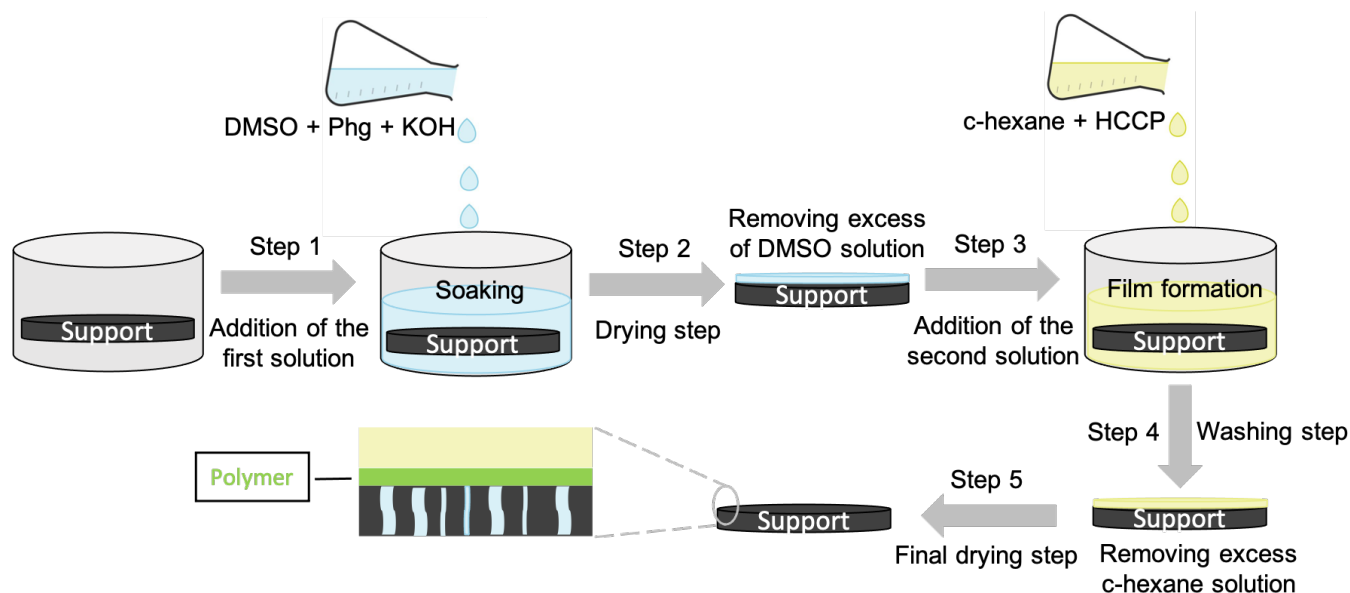 DMSO + Phg + KOH
c-hexane + HCCP
Support
Step 1
Addition of the
first solution
Soaking
Support
Step 2
Drying step
Removing excess
of DMSO solution
Support
Step 3
Addition of the
second solution
Film formation
Support
Step 4
Washing step
Support
Removing excess
c-hexane solution
Step 5
Final drying step
Support
Polymer